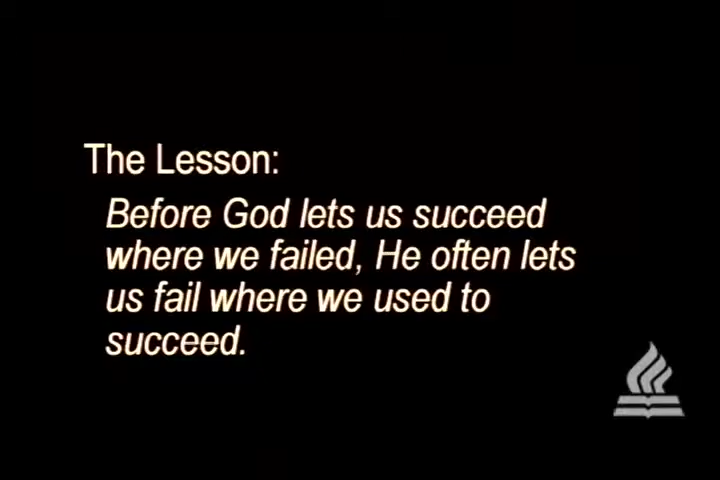 The Lesson:
Before God lets us succeed
where we failed, He often lets
us fail where we used to
succeed.